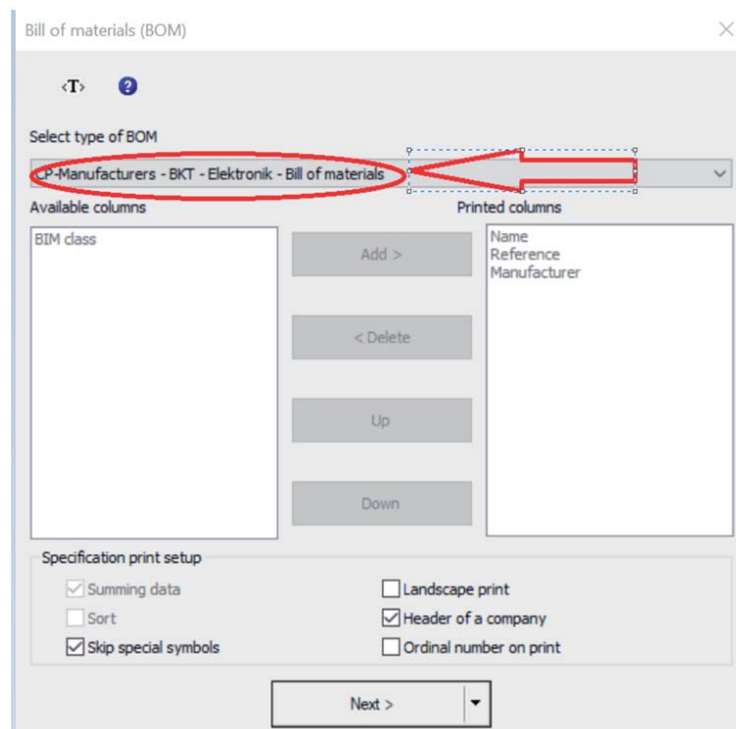 Bill of materials (BOM)
<T>
?
Select type of BOM
CP-Manufacturers - BKT - Elektronik - Bill of materials
Available columns
Printed columns
BIM class
Add >
< Delete
Up
Down
Name
Reference
Manufacturer
Specification print setup
Summing data
Landscape print
Sort
Header of a company
Skip special symbols
Ordinal number on print
Next >